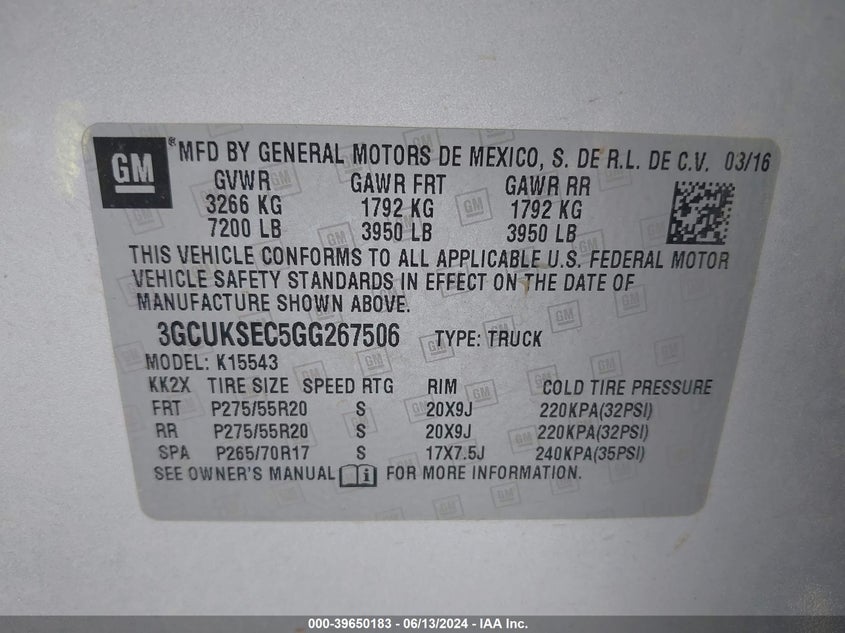 GM ® MFD BY GENERAL MOTORS DE MEXICO, S. DE R.L. DE C.V. 03/16
GVWR GAWR FRT GAWR RR
3266 KG 1792 KG 1792 KG
7200 LB 3950 LB 3950 LB
THIS VEHICLE CONFORMS TO ALL APPLICABLE U.S. FEDERAL MOTOR
VEHICLE SAFETY STANDARDS IN EFFECT ON THE DATE OF
MANUFACTURE SHOWN ABOVE.
3GCUKSEC5GG267506 TYPE: TRUCK
MODEL: K15543
KK2X TIRE SIZE SPEED RTG RIM COLD TIRE PRESSURE
FRT P275/55R20 S 20X9J 220KPA(32PSI)
RR P275/55R20 S 20X9J 220KPA(32PSI)
SPA P265/70R17 S 17X7.5J 240KPA(35PSI)
SEE OWNER'S MANUAL i FOR MORE INFORMATION.
000-39650183 - 06/13/2024 - IAA Inc.